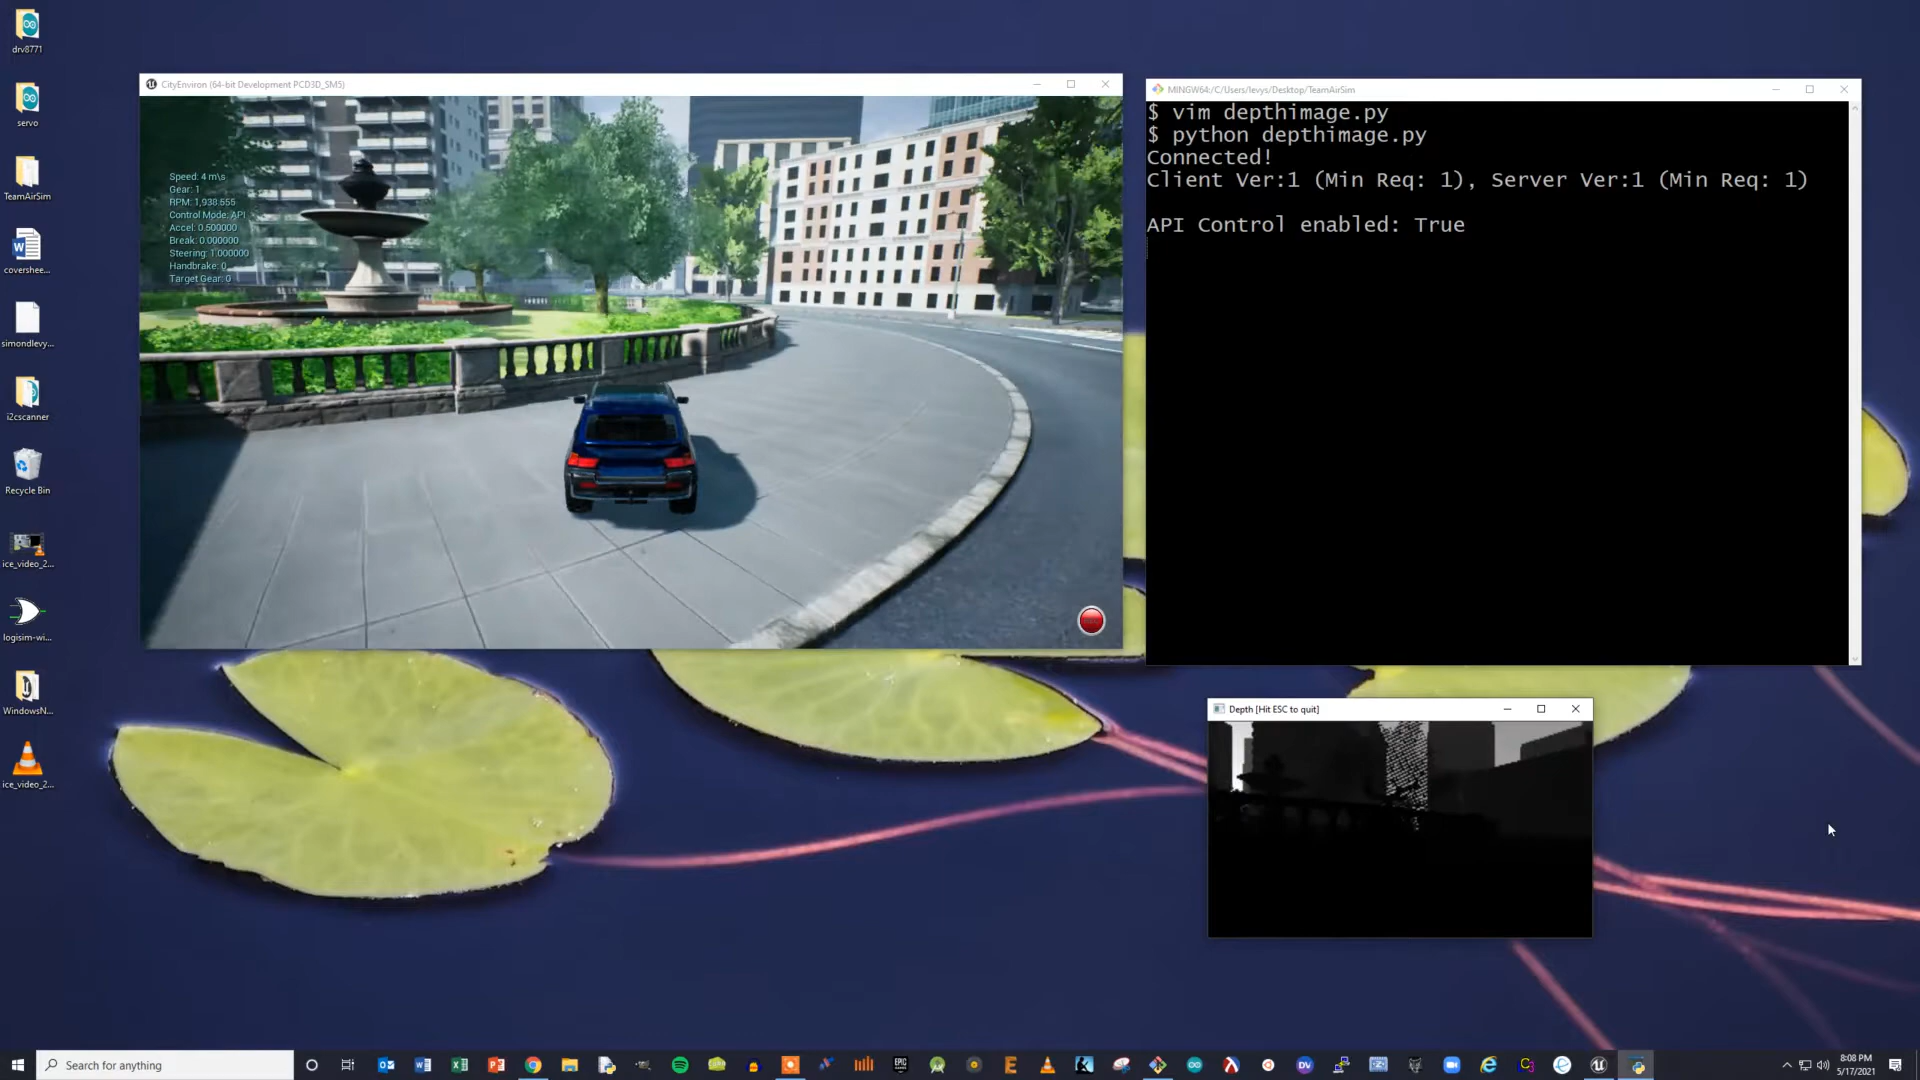 drv8771
servo
TeamAirSim
covershee...
simondlevy...
i2cscanner
Recycle Bin
ice_video_2...
logisim-wi...
WindowsN...
ice_video_2...
CityEnviron (64-bit Development PCD3D_SM5)
Speed: 4 m\s
Gear: 1
RPM: 1,938.555
Control Mode: API
Accel: 0.500000
Break: 0.000000
Steering: 1.000000
Handbrake: 0
Target Gear: 0
MINGW64:/C/Users/levys/Desktop/TeamAirSim
$ vim depthimage.py
$ python depthimage.py
Connected!
Client Ver:1 (Min Req: 1), Server Ver:1 (Min Req: 1)
API Control enabled: True
Depth [Hit ESC to quit]
Search for anything
8:08 PM
5/17/2021